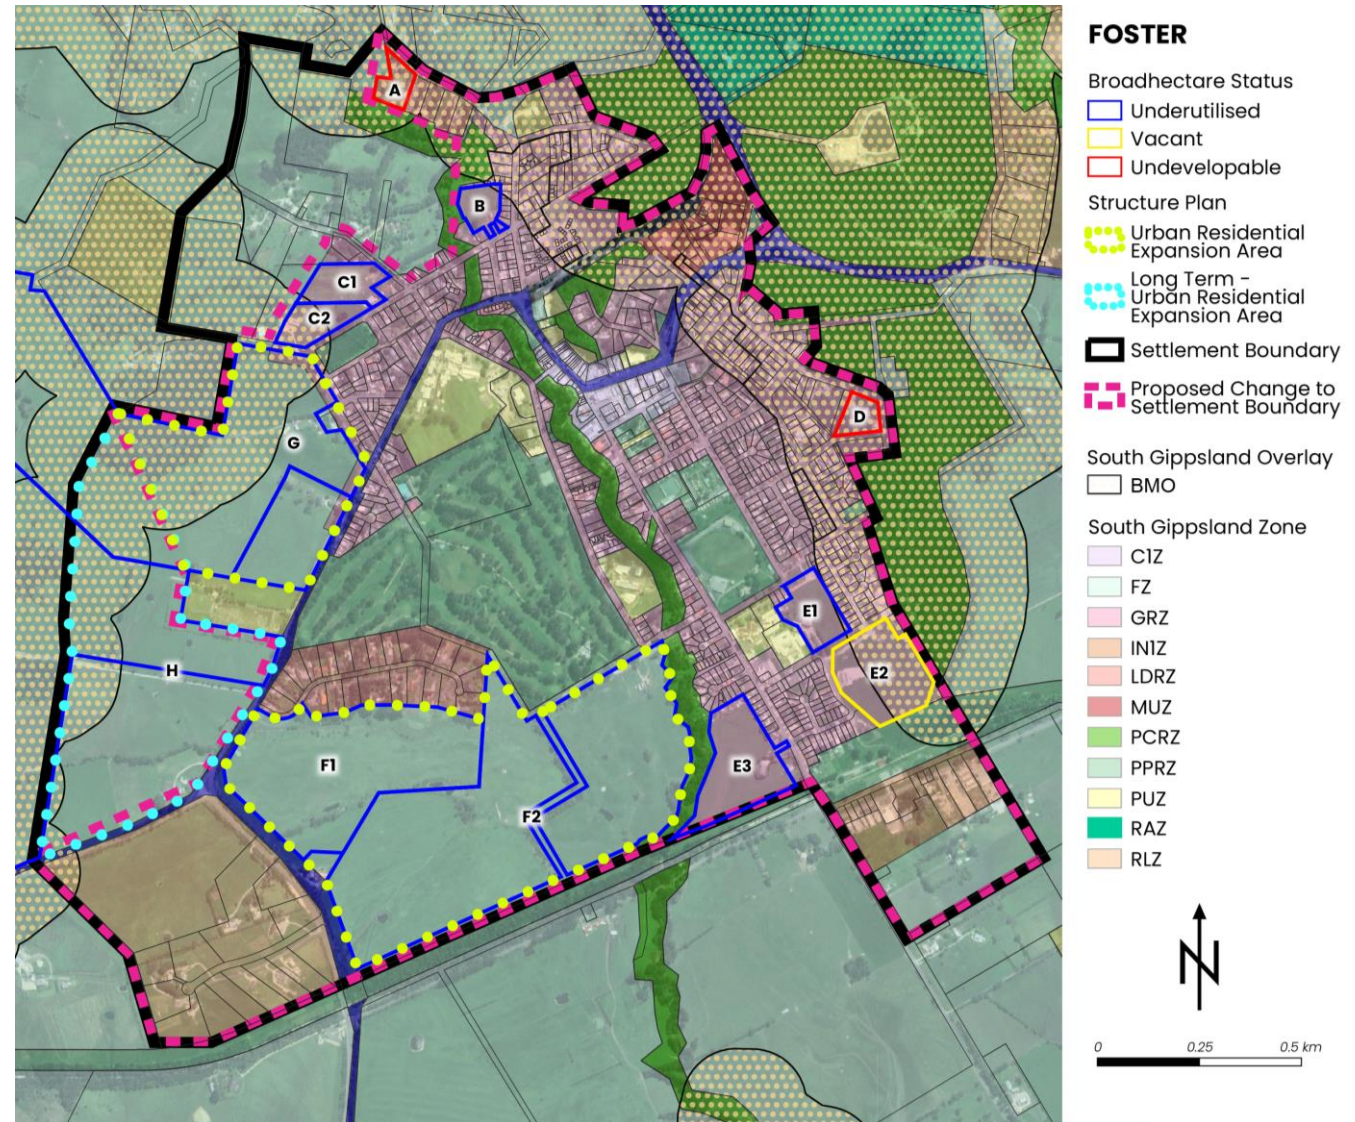 FOSTER
Broadhectare Status
Underutilised
Vacant
Undevelopable
Structure Plan
Urban Residential
Expansion Area
Long Term -
Urban Residential
Expansion Area
Settlement Boundary
Proposed Change to
Settlement Boundary
South Gippsland Overlay
BMO
South Gippsland Zone
C1Z
FZ
GRZ
IN1Z
LDRZ
MUZ
PCRZ
PPRZ
PUZ
RAZ
RLZ
N
0 0.25 0.5 km
A
B
C1
C2
D
G
E1
E2
H
F1
E3
F2